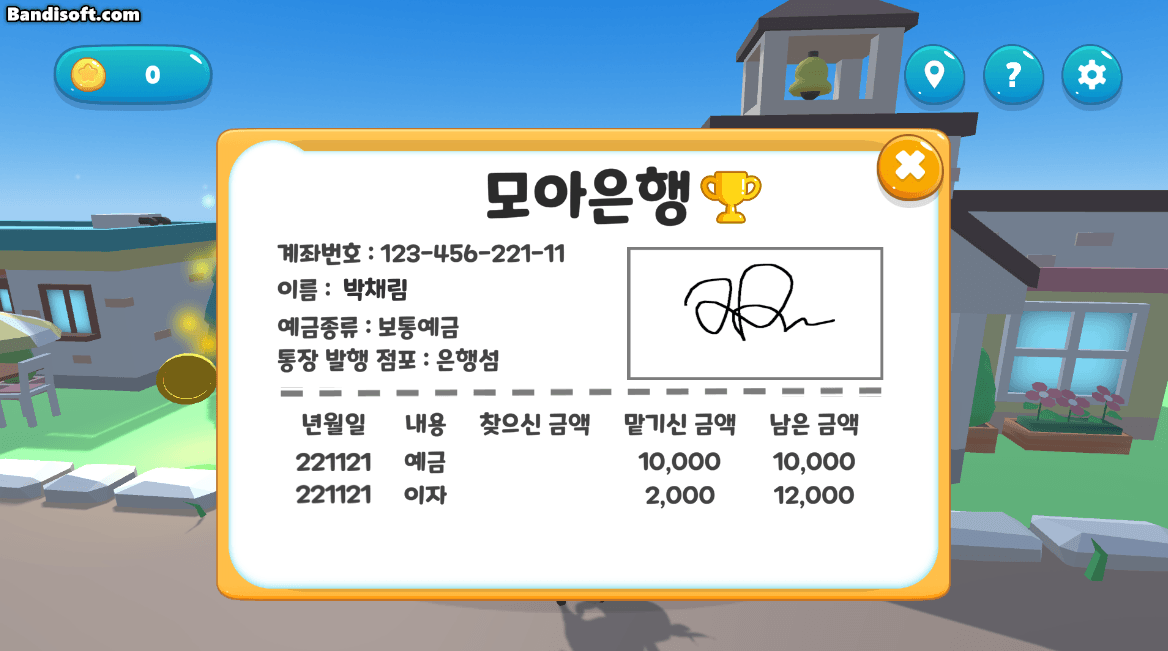 Bandisoft.com
0
?
모아은행
계좌번호 : 123-456-221-11
이름 : 박채림
예금종류 : 보통예금
통장 발행 점포 : 은행섬
년월일 내용 찾으신 금액 맡기신 금액 남은 금액
221121 예금 10,000 10,000
221121 이자 2,000 12,000